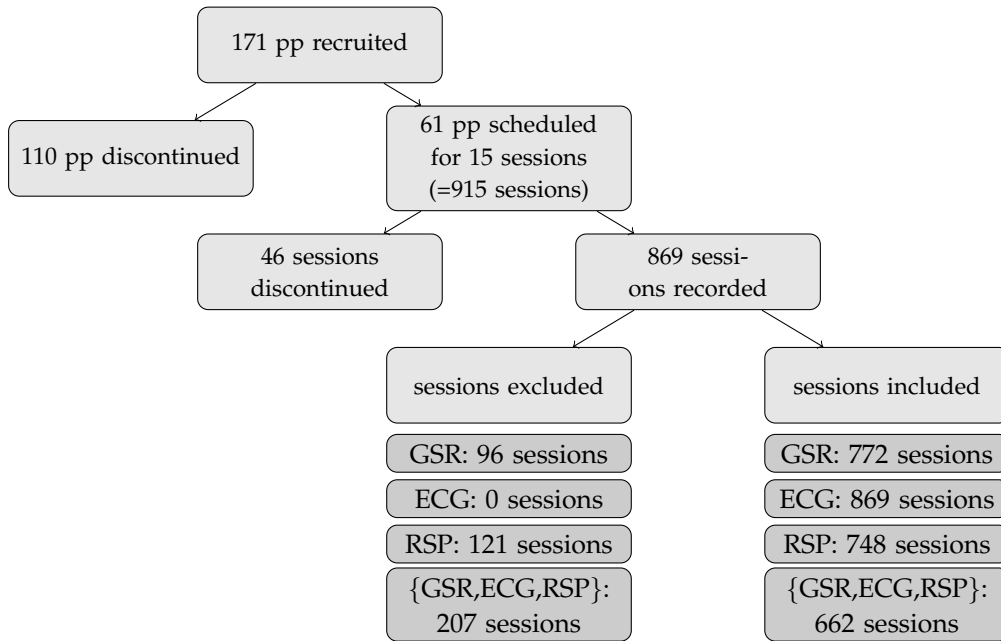 171 pp recruited
110 pp discontinued
61 pp scheduled
for 15 sessions
(=915 sessions)
46 sessions
discontinued
869 sessi-
ons recorded
sessions excluded
GSR: 96 sessions
ECG: 0 sessions
RSP: 121 sessions
{GSR,ECG,RSP}:
207 sessions
sessions included
GSR: 772 sessions
ECG: 869 sessions
RSP: 748 sessions
{GSR,ECG,RSP}:
662 sessions